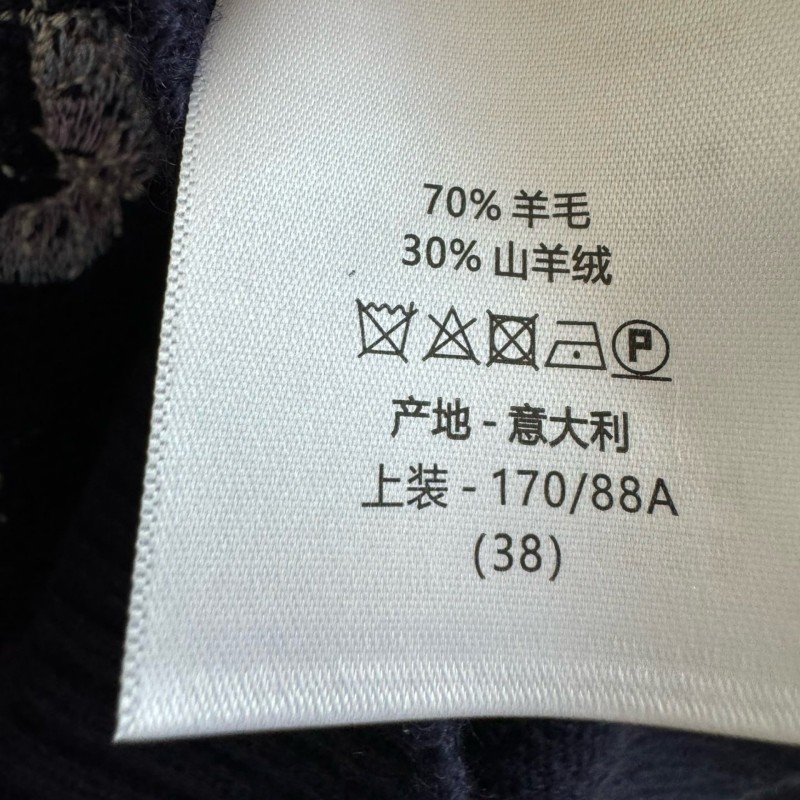 70% 羊毛
30% 山羊绒
P
产地 - 意大利
上装 - 170/88A
(38)